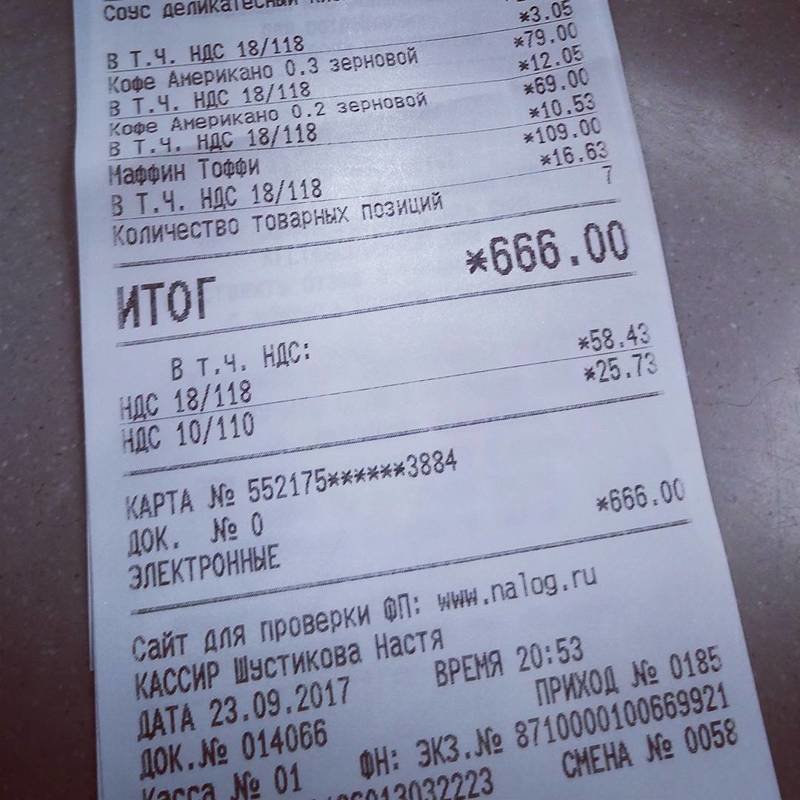 Соус деликатесный
*3.05
В Т.Ч. НДС 18/118
*79.00
Кофе Американо 0.3 зерновой
*12.05
В Т.Ч. НДС 18/118
*69.00
Кофе Американо 0.2 зерновой
*10.53
В Т.Ч. НДС 18/118
*109.00
Маффин Тоффи
*16.63
В Т.Ч. НДС 18/118
7
Количество товарных позиций
ИТОГ *666.00
В Т.Ч. НДС:
НДС 18/118 *58.43
НДС 10/110 *25.73
КАРТА № 552175******3884
ДОК. № 0
ЭЛЕКТРОННЫЕ *666.00
Сайт для проверки ФП: www.nalog.ru
КАССИР Шустикова Настя
ДАТА 23.09.2017 ВРЕМЯ 20:53
ДОК.№ 014066 ПРИХОД № 0185
Касса № 01 ФН: ЭКЗ.№ 8710000100669921
СМЕНА № 0058